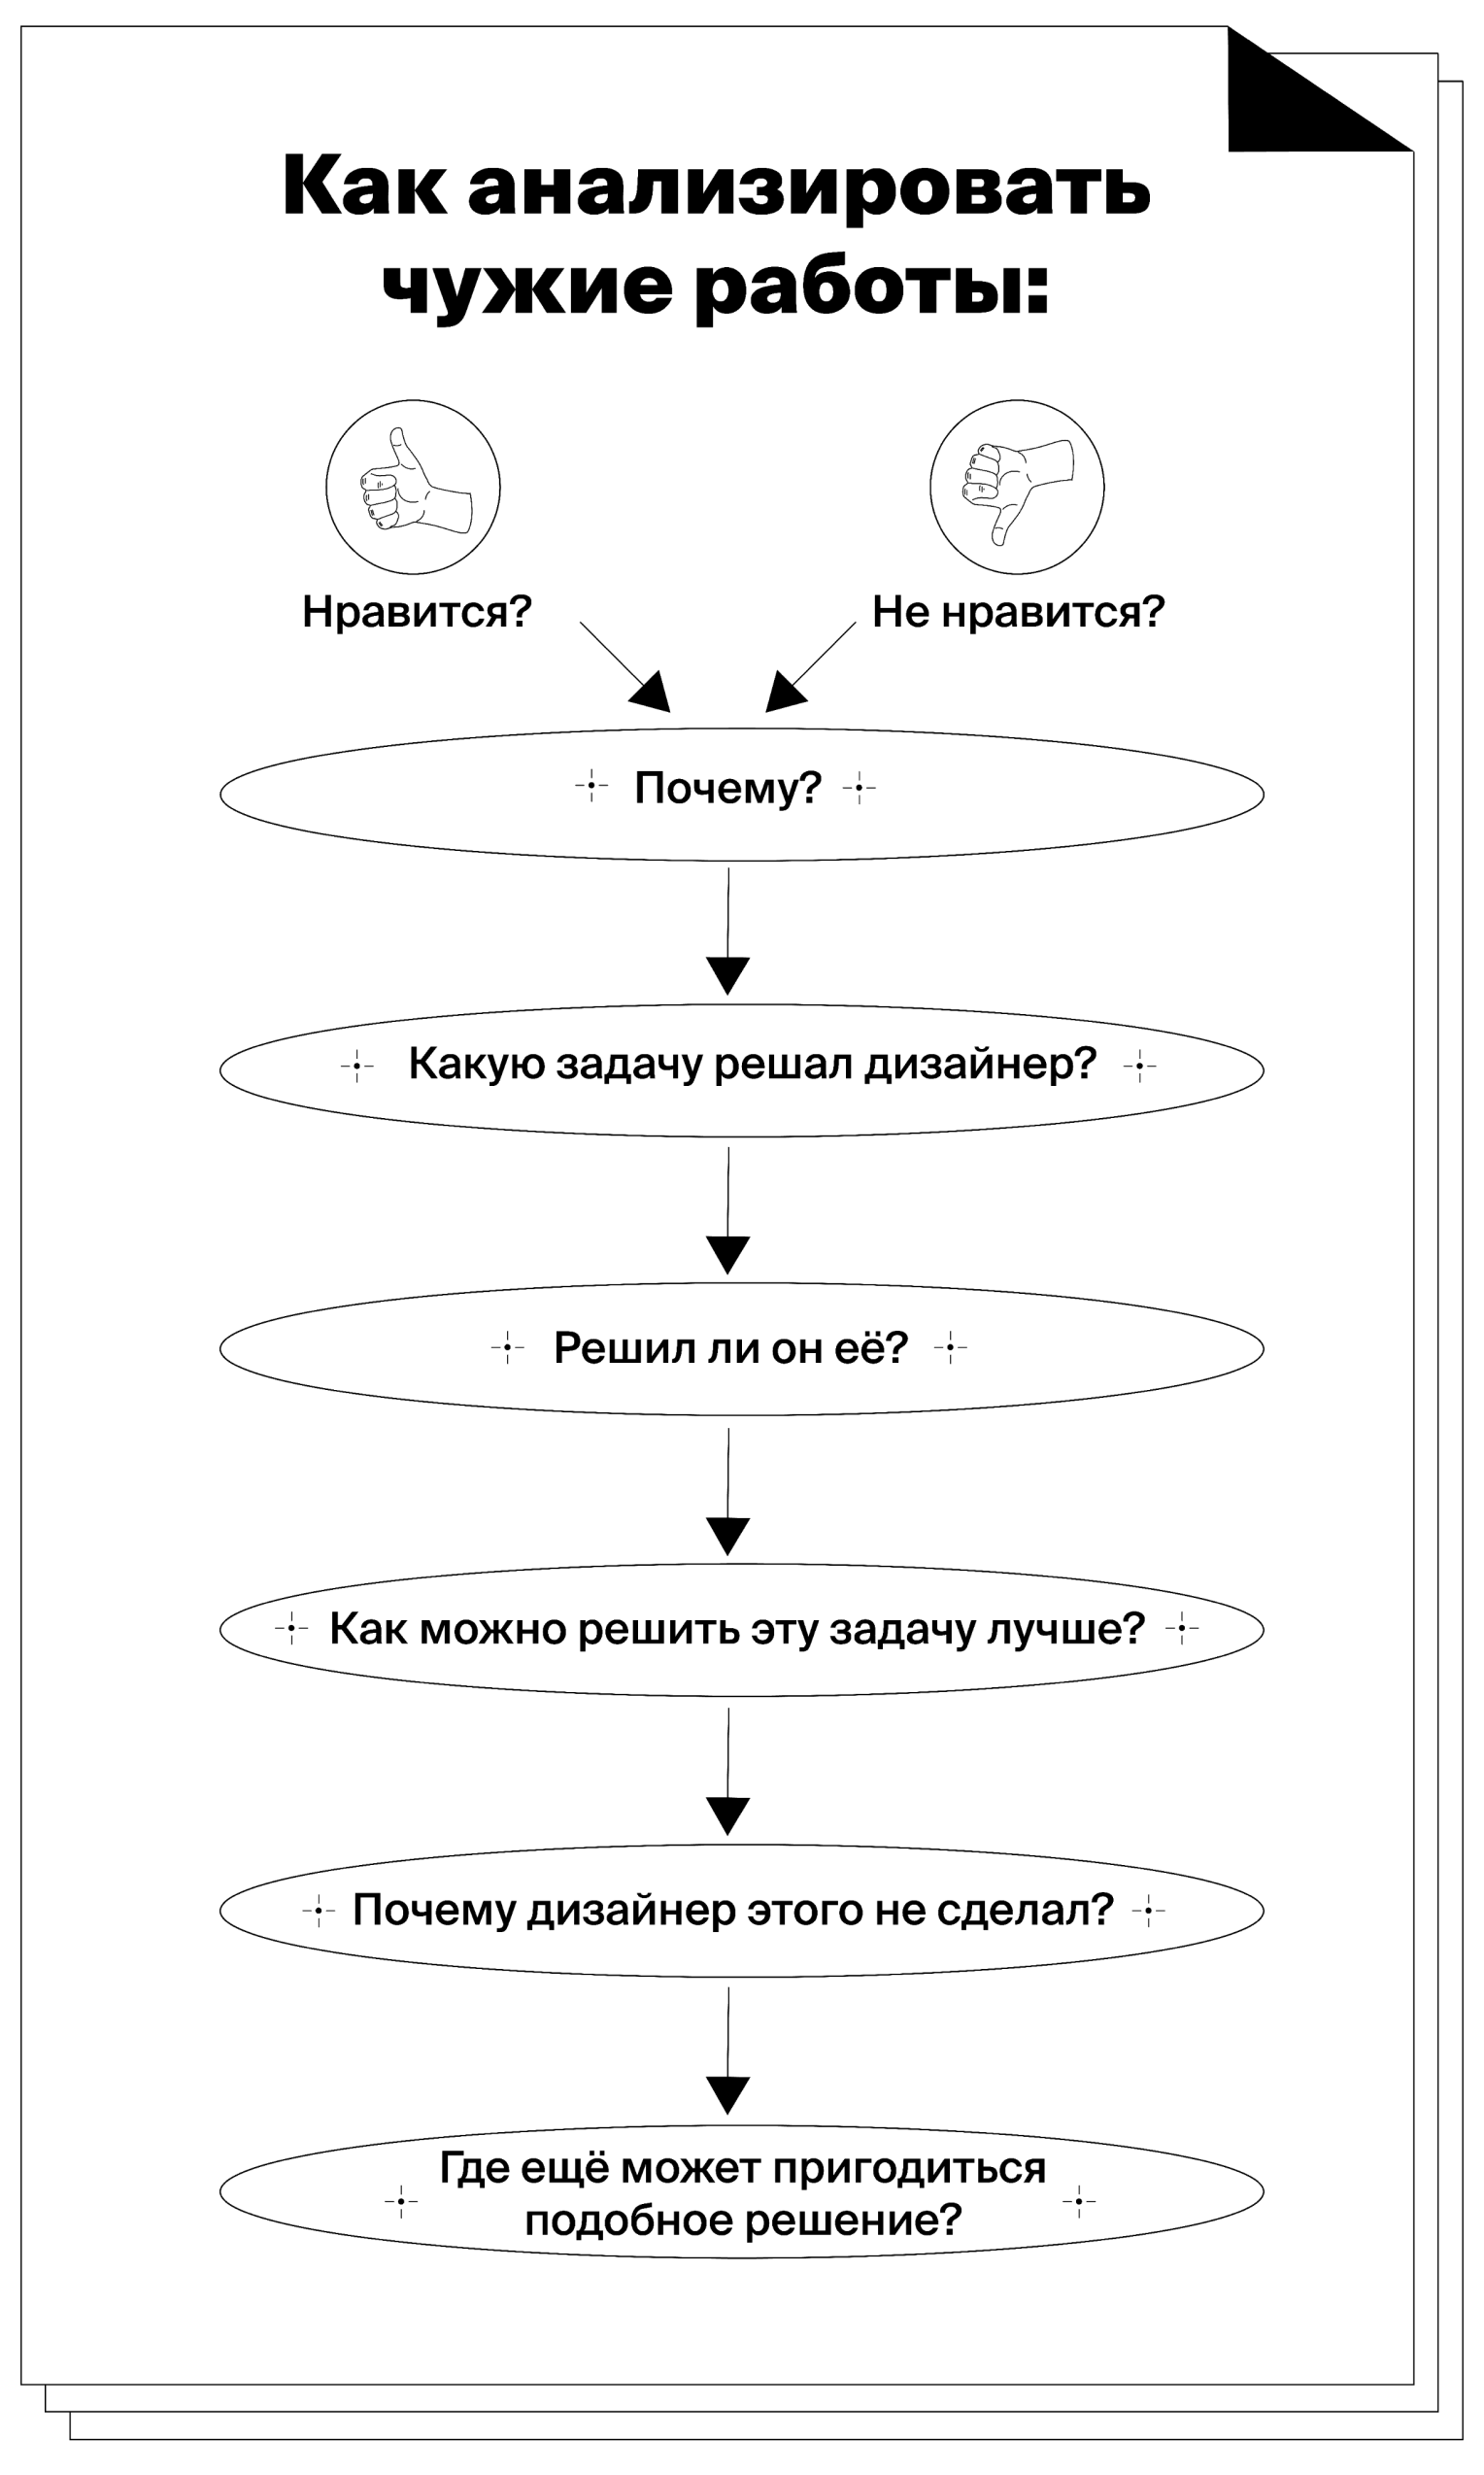 Как анализировать
чужие работы:
Нравится?
Не нравится?
Почему?
Какую задачу решал дизайнер?
Решил ли он её?
Как можно решить эту задачу лучше?
Почему дизайнер этого не сделал?
Где ещё может пригодиться
подобное решение?